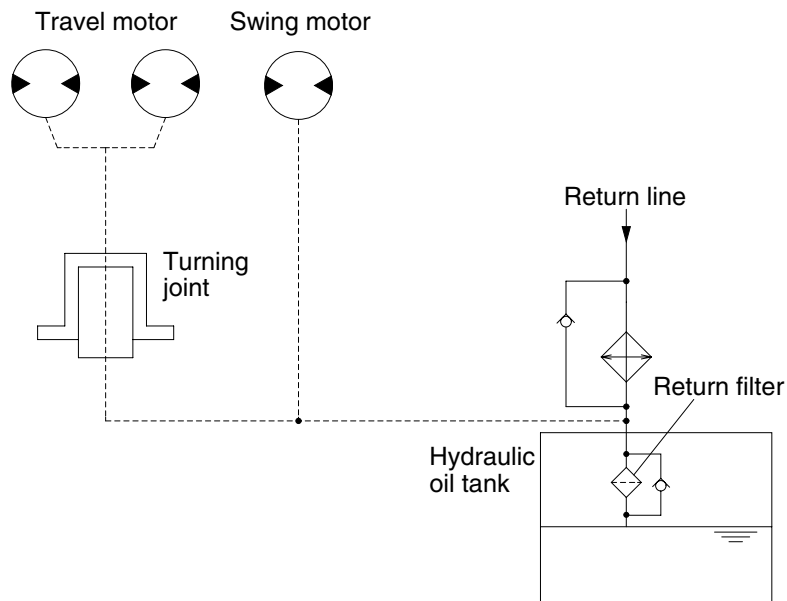 Travel motor
Swing motor
Return line
Turning
joint
Return filter
Hydraulic
oil tank